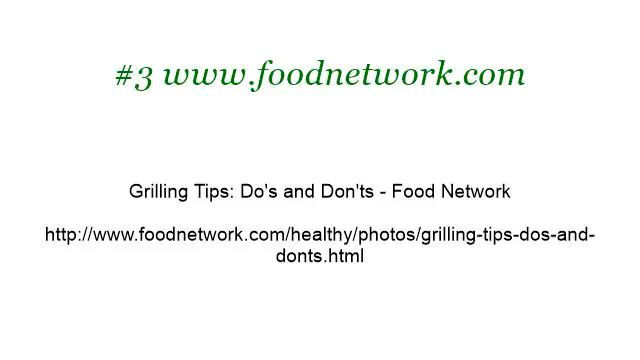 #3 www.foodnetwork.com
Grilling Tips: Do's and Don'ts - Food Network
http://www.foodnetwork.com/healthy/photos/grilling-tips-dos-and-
donts.html